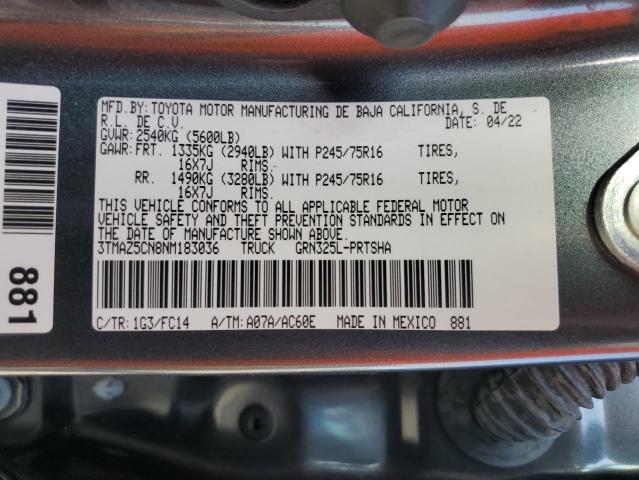 MFD.BY: TOYOTA MOTOR MANUFACTURING DE BAJA CALIFORNIA, S. DE
R.L. DE C.V. DATE: 04/22
GVWR: 2540KG (5600LB)
GAWR: FRT. 1335KG (2940LB) WITH P245/75R16 TIRES,
16X7J RIMS.
RR. 1490KG (3280LB) WITH P245/75R16 TIRES,
16X7J RIMS.
THIS VEHICLE CONFORMS TO ALL APPLICABLE FEDERAL MOTOR
VEHICLE SAFETY AND THEFT PREVENTION STANDARDS IN EFFECT ON
THE DATE OF MANUFACTURE SHOWN ABOVE.
3TMAZ5CN8NM183036 TRUCK GRN325L-PRTSHA
C/TR: 1G3/FC14 A/TM: A07A/AC60E MADE IN MEXICO 881
881